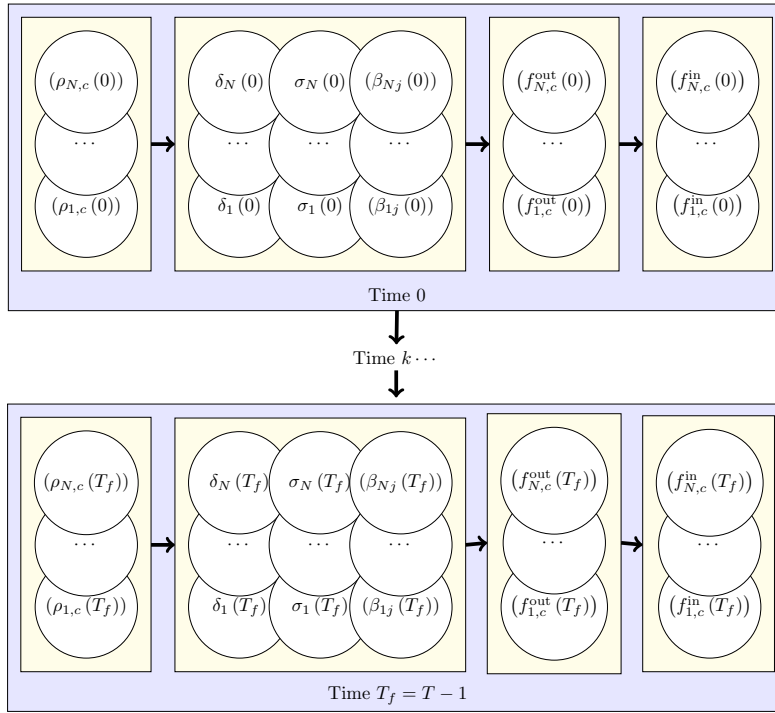 (ρ_{N,c} (0)) δ_N (0) σ_N (0) (β_{Nj} (0)) (f^{out}_{N,c} (0)) (f^{in}_{N,c} (0))
... ... ... ... ... ...
(ρ_{1,c} (0)) δ_1 (0) σ_1 (0) (β_{1j} (0)) (f^{out}_{1,c} (0)) (f^{in}_{1,c} (0))
Time 0
Time k ···
(ρ_{N,c} (T_f)) δ_N (T_f) σ_N (T_f) (β_{Nj} (T_f)) (f^{out}_{N,c} (T_f)) (f^{in}_{N,c} (T_f))
... ... ... ... ... ...
(ρ_{1,c} (T_f)) δ_1 (T_f) σ_1 (T_f) (β_{1j} (T_f)) (f^{out}_{1,c} (T_f)) (f^{in}_{1,c} (T_f))
Time T_f = T − 1